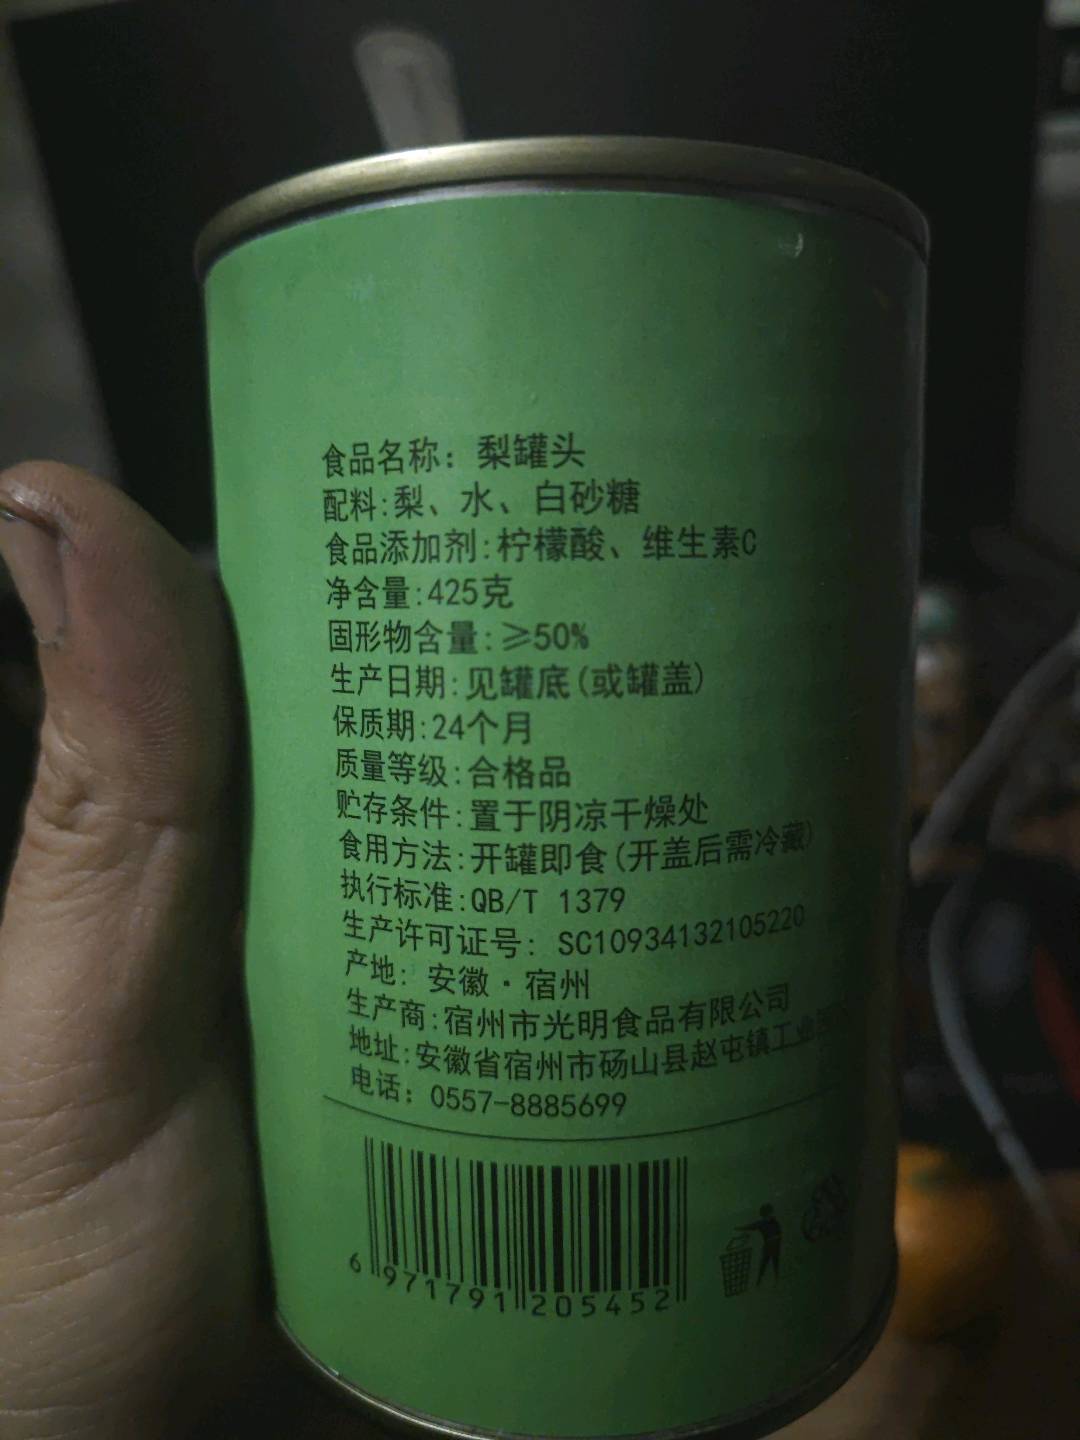 食品名称：梨罐头
配料:梨、水、白砂糖
食品添加剂:柠檬酸、维生素C
净含量:425克
固形物含量:≥50%
生产日期:见罐底(或罐盖)
保质期:24个月
质量等级:合格品
贮存条件:置于阴凉干燥处
食用方法:开罐即食(开盖后需冷藏)
执行标准:QB/T 1379
生产许可证号: SC10934132105220
产地: 安徽·宿州
生产商:宿州市光明食品有限公司
地址:安徽省宿州市砀山县赵屯镇工业
电话: 0557-8885699
6 971791 205452